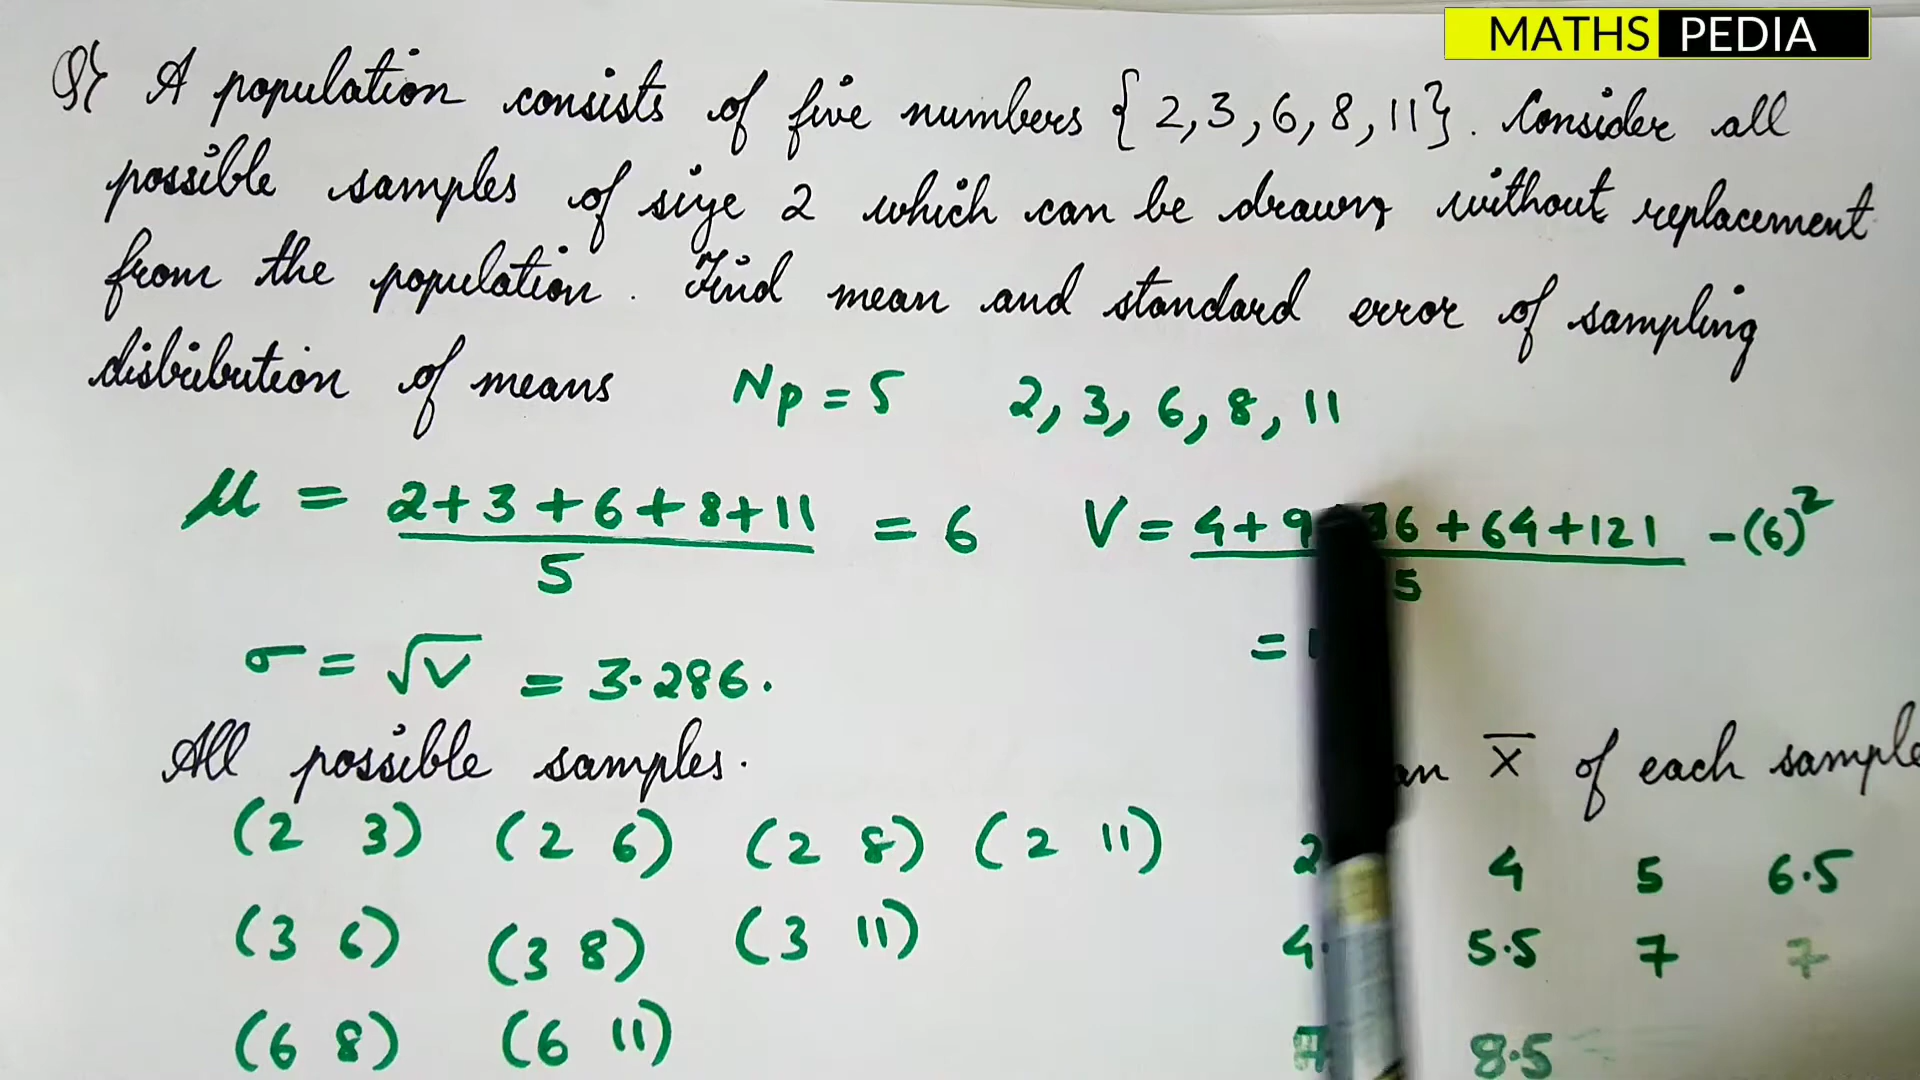 MATHS PEDIA
Q) A population consists of five numbers {2,3,6,8,11}. Consider all
possible samples of size 2 which can be drawn, without replacement
from the population. Find mean and standard error of sampling
distribution of means Np = 5 2, 3, 6, 8, 11
μ = 2+3+6+8+11 / 5 = 6 V = 4+9 36+64+121 / 5 -(6)²
σ = √V = 3.286. = 1
All possible samples. x̄ of each sample
(2 3) (2 6) (2 8) (2 11) 2 4 5 6.5
(3 6) (3 8) (3 11) 4. 5.5 7 7
(6 8) (6 11) 7 8.5